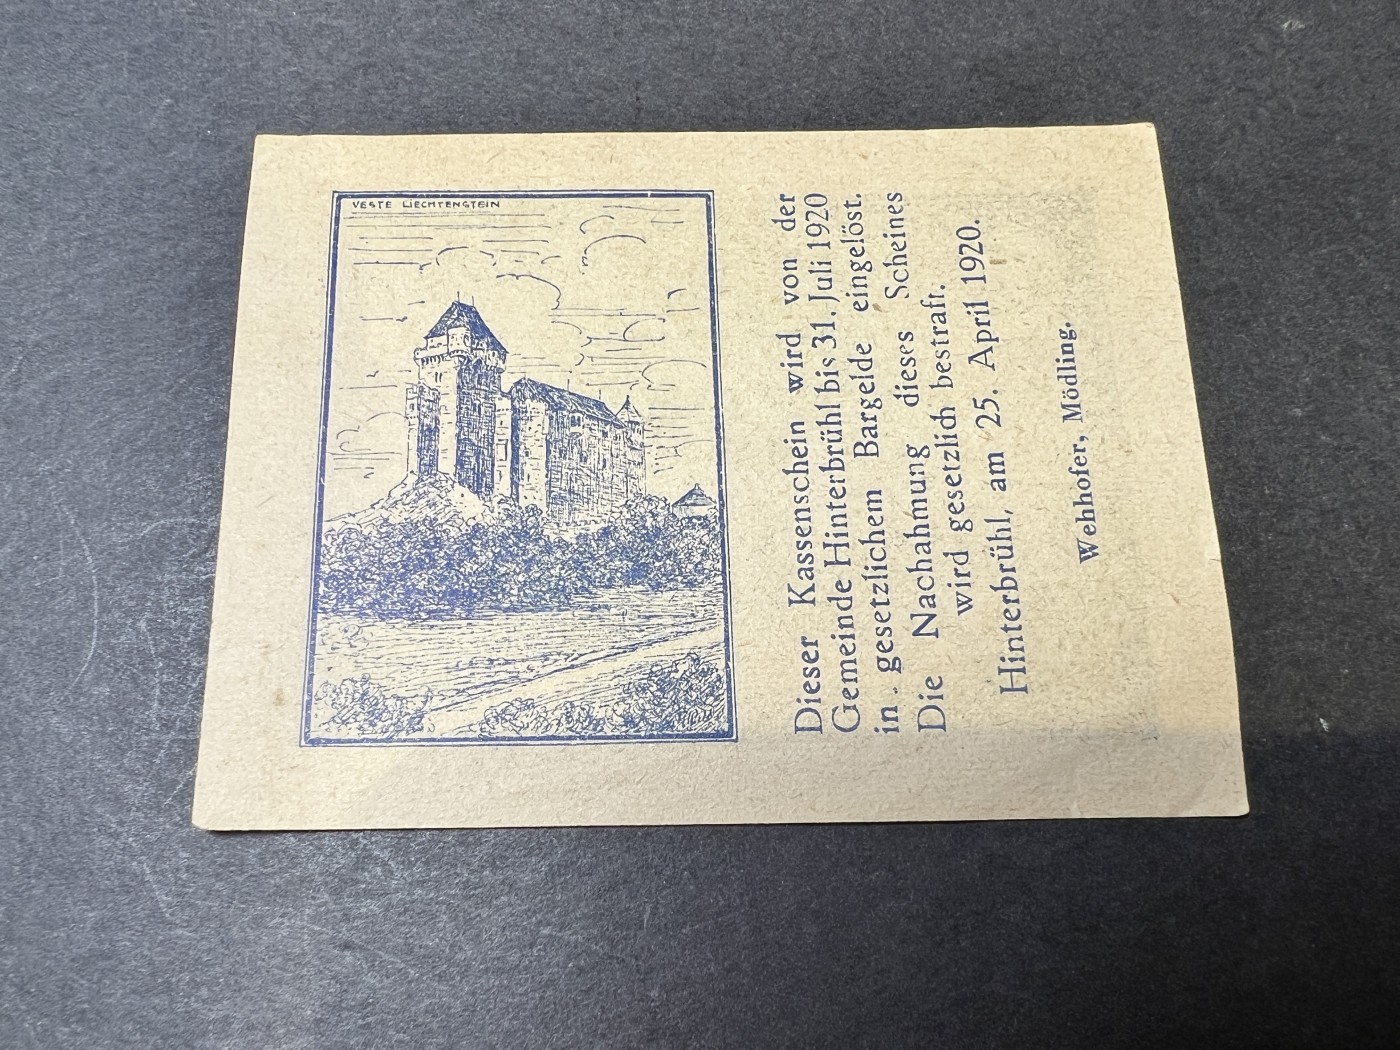 VESTE LIECHTENSTEIN
Dieser Kassenschein wird von der
Gemeinde Hinterbrühl bis 31. Juli 1920
in gesetzlichem Bargelde eingelöst.
Die Nachahmung dieses Scheines
wird gesetzlich bestraft.
Hinterbrühl, am 25. April 1920.
Wehhofer, Mödling.